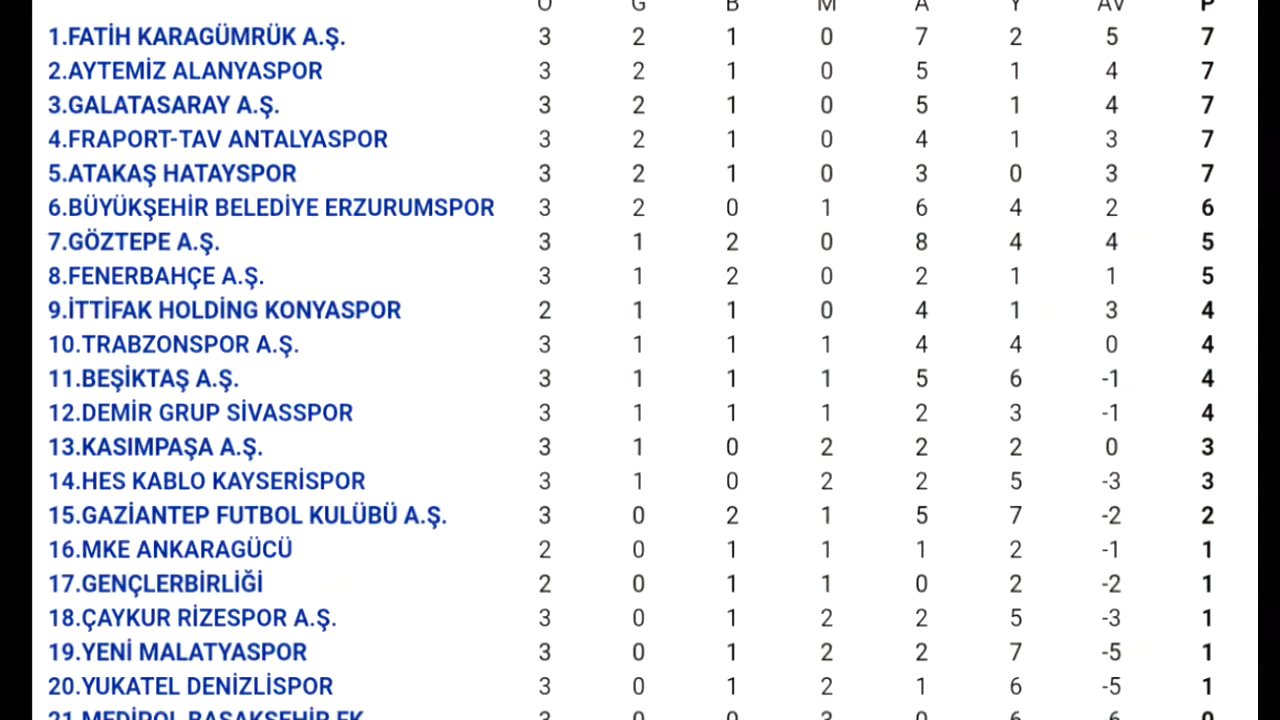 O G B M A Y AV P
1.FATİH KARAGÜMRÜK A.Ş. 3 2 1 0 7 2 5 7
2.AYTEMİZ ALANYASPOR 3 2 1 0 5 1 4 7
3.GALATASARAY A.Ş. 3 2 1 0 5 1 4 7
4.FRAPORT-TAV ANTALYASPOR 3 2 1 0 4 1 3 7
5.ATAKAŞ HATAYSPOR 3 2 1 0 3 0 3 7
6.BÜYÜKŞEHİR BELEDİYE ERZURUMSPOR 3 2 0 1 6 4 2 6
7.GÖZTEPE A.Ş. 3 1 2 0 8 4 4 5
8.FENERBAHÇE A.Ş. 3 1 2 0 2 1 1 5
9.İTTİFAK HOLDİNG KONYASPOR 2 1 1 0 4 1 3 4
10.TRABZONSPOR A.Ş. 3 1 1 1 4 4 0 4
11.BEŞİKTAŞ A.Ş. 3 1 1 1 5 6 -1 4
12.DEMİR GRUP SİVASSPOR 3 1 1 1 2 3 -1 4
13.KASIMPAŞA A.Ş. 3 1 0 2 2 2 0 3
14.HES KABLO KAYSERİSPOR 3 1 0 2 2 5 -3 3
15.GAZİANTEP FUTBOL KULÜBÜ A.Ş. 3 0 2 1 5 7 -2 2
16.MKE ANKARAGÜCÜ 2 0 1 1 1 2 -1 1
17.GENÇLERBİRLİĞİ 2 0 1 1 0 2 -2 1
18.ÇAYKUR RİZESPOR A.Ş. 3 0 1 2 2 5 -3 1
19.YENİ MALATYASPOR 3 0 1 2 2 7 -5 1
20.YUKATEL DENİZLİSPOR 3 0 1 2 1 6 -5 1
21.MEDİPOL BAŞAKŞEHİR FK 3 0 0 3 0 6 -6 0